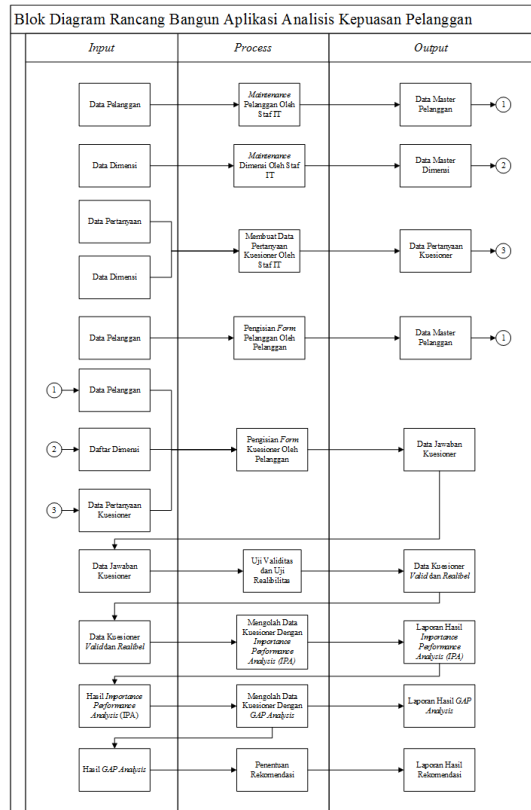 Blok Diagram Rancang Bangun Aplikasi Analisis Kepuasan Pelanggan
Input
Process
Output
Data Pelanggan
Maintenance
Pelanggan Oleh
Staf IT
Data Master
Pelanggan
1
Data Dimensi
Maintenance
Dimensi Oleh Staf
IT
Data Master
Dimensi
2
Data Pertanyaan
Data Dimensi
Membuat Data
Pertanyaan
Kuesioner Oleh
Staf IT
Data Pertanyaan
Kuesioner
3
Data Pelanggan
Pengisian Form
Pelanggan Oleh
Pelanggan
Data Master
Pelanggan
1
1
Data Pelanggan
2
Daftar Dimensi
3
Data Pertanyaan
Kuesioner
Pengisian Form
Kuesioner Oleh
Pelanggan
Data Jawaban
Kuesioner
Data Jawaban
Kuesioner
Uji Validitas
dan Uji
Realibilitas
Data Kuesioner
Valid dan Realibel
Data Kuesioner
Valid dan Realibel
Mengolah Data
Kuesioner Dengan
Importance
Performance
Analysis (IPA)
Laporan Hasil
Importance
Performance
Analysis (IPA)
Hasil Importance
Performance
Analysis (IPA)
Mengolah Data
Kuesioner Dengan
GAP Analysis
Laporan Hasil GAP
Analysis
Hasil GAP Analysis
Penentuan
Rekomendasi
Laporan Hasil
Rekomendasi